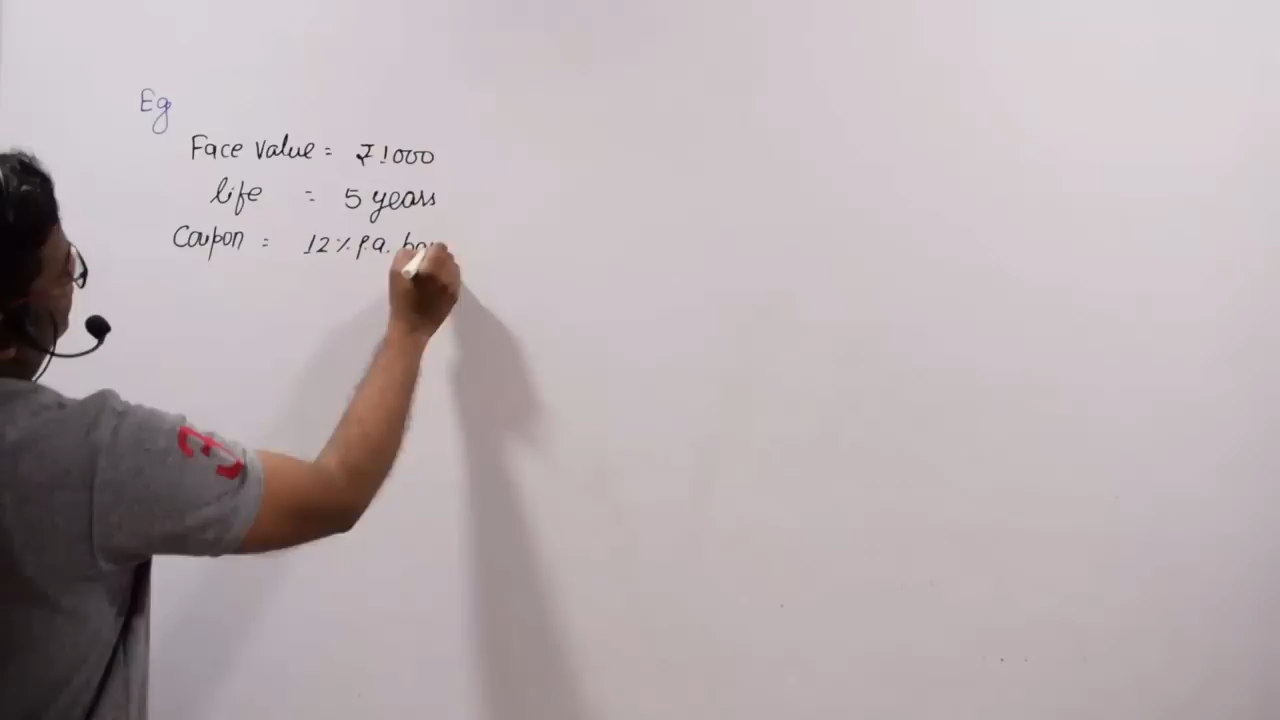 Eg
Face Value = ₹1000
life = 5 years
Coupon = 12% p.a.